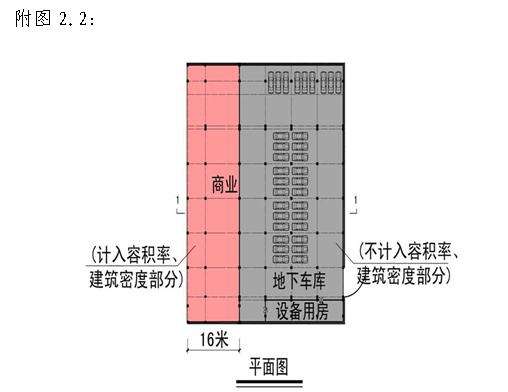 附图 2.2：
商业
1
1
(计入容积率、
建筑密度部分)
(不计入容积率、
建筑密度部分)
地下车库
设备用房
16米
平面图